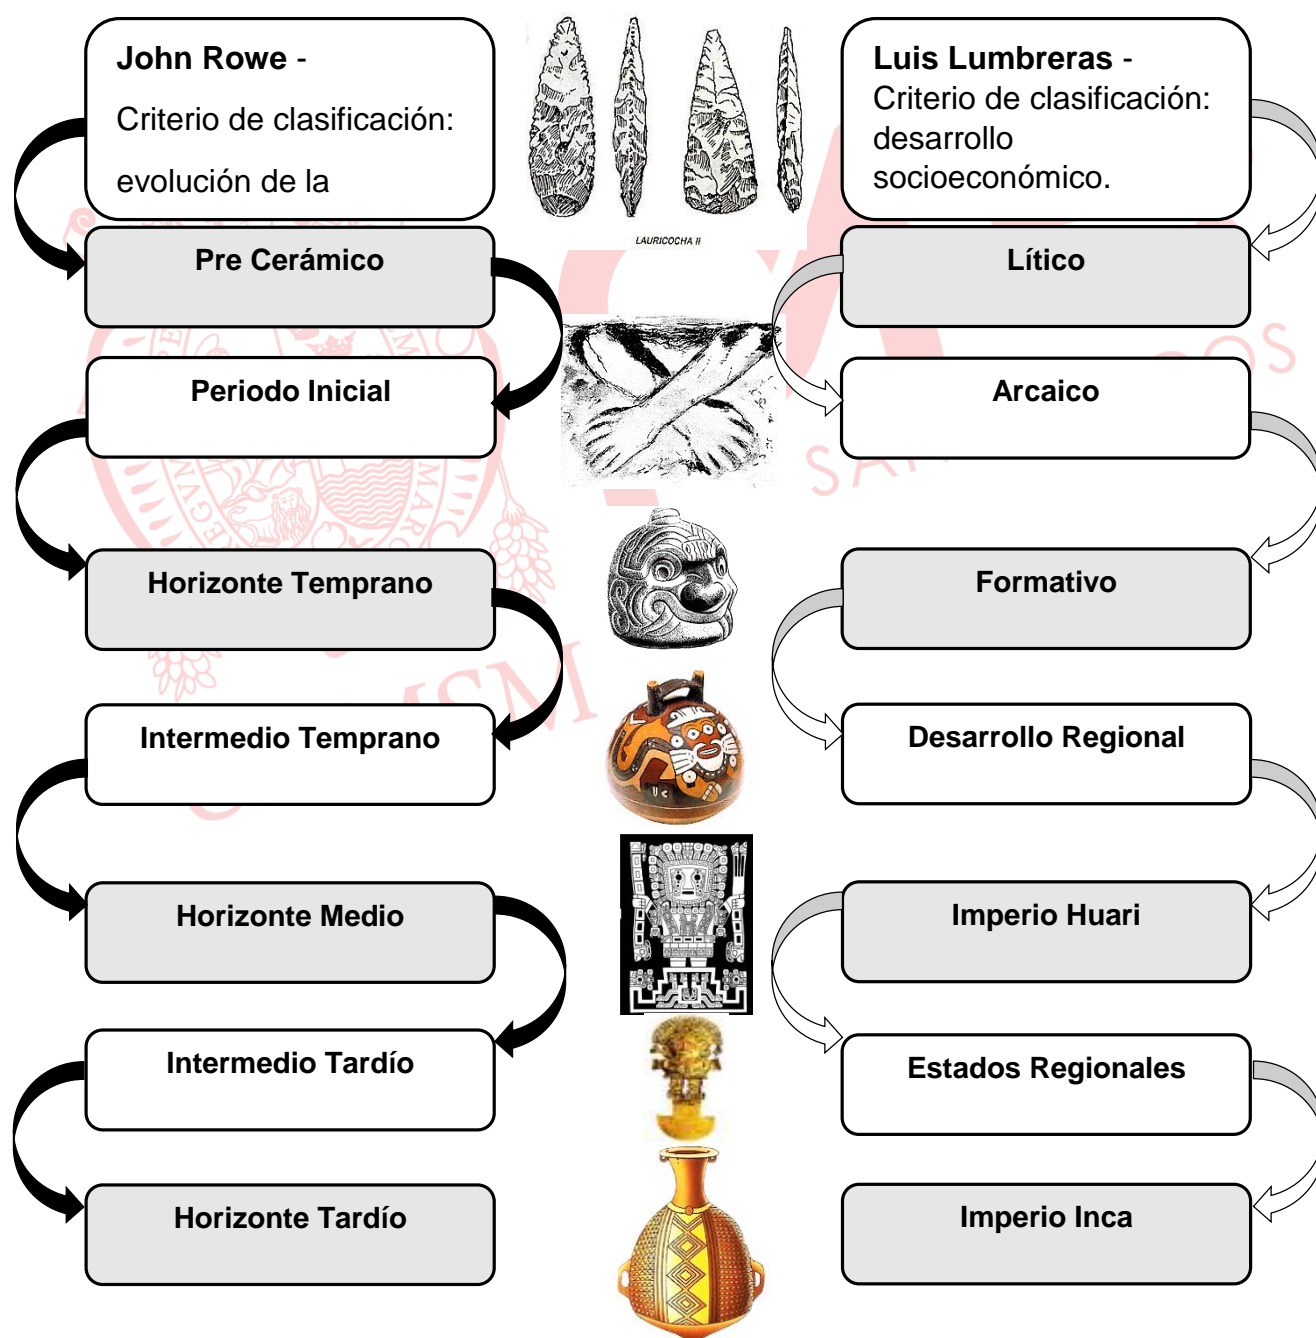 John Rowe -
Criterio de clasificación:
evolución de la
Luis Lumbreras -
Criterio de clasificación:
desarrollo
socioeconómico.
LAURICOCHA II
Pre Cerámico
Lítico
Periodo Inicial
Arcaico
Horizonte Temprano
Formativo
Intermedio Temprano
Desarrollo Regional
Horizonte Medio
Imperio Huari
Intermedio Tardío
Estados Regionales
Horizonte Tardío
Imperio Inca